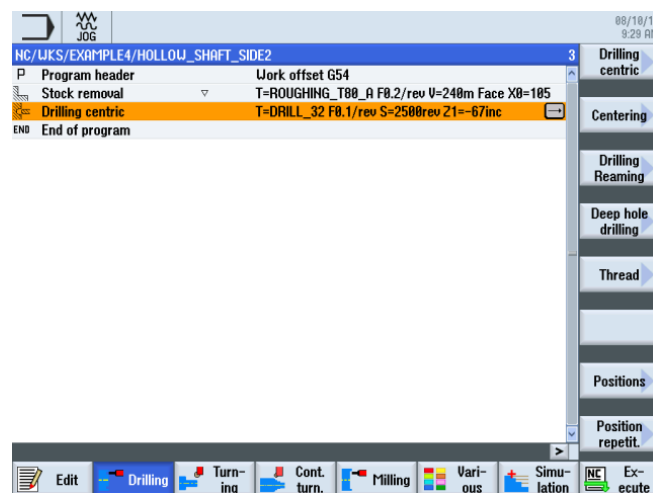 JOG
08/10/1
9:29 A
NC/WKS/EXAMPLE4/HOLLOW_SHAFT_SIDE2 3
P Program header Work offset G54
Stock removal ▽ T=ROUGHING_T80_A F0.2/rev V=240m Face X0=105
Drilling centric T=DRILL_32 F0.1/rev S=2500rev Z1=-67inc
END End of program
Drilling
centric
Centering
Drilling
Reaming
Deep hole
drilling
Thread
Positions
Position
repetit.
>
Edit
Drilling
Turn-
ing
Cont.
turn.
Milling
Vari-
ous
Simu-
lation
NC
Ex-
ecute